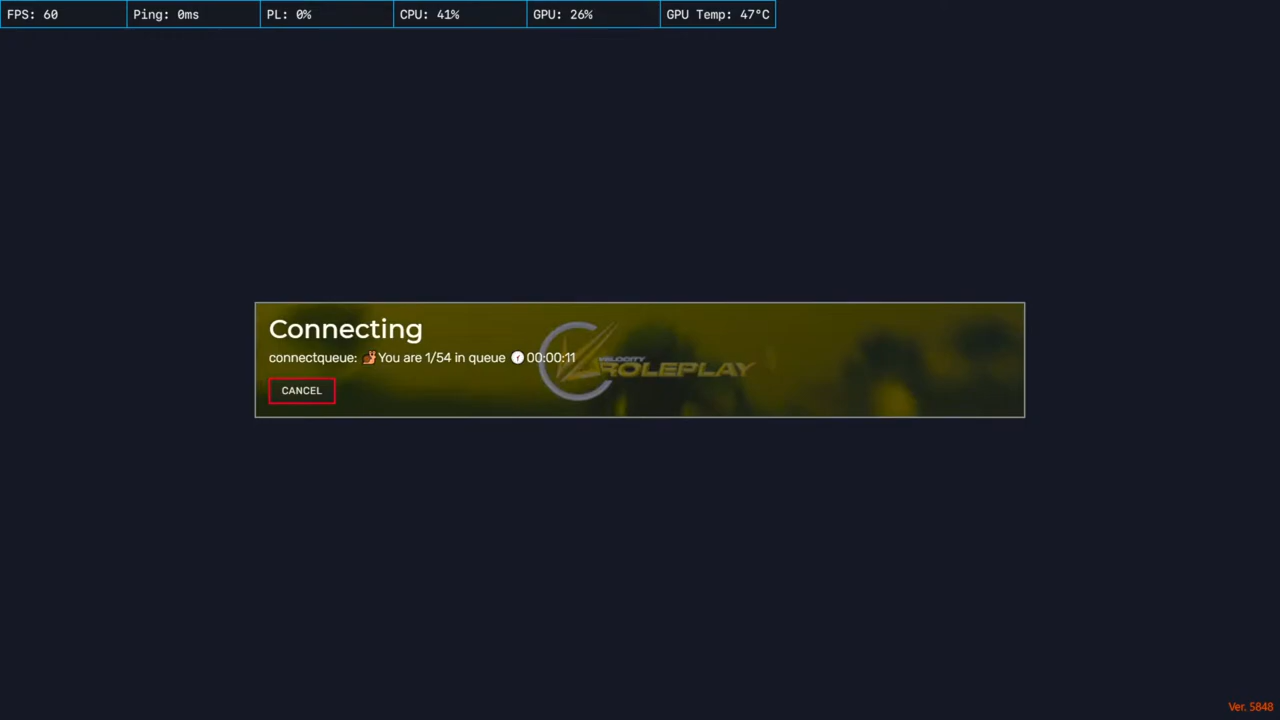 FPS: 60 Ping: 0ms PL: 0% CPU: 41% GPU: 26% GPU Temp: 47°C
Connecting
connectqueue: 🐌You are 1/54 in queue 🕜00:00:11
CANCEL
VELOCITY
ROLEPLAY
Ver. 5848